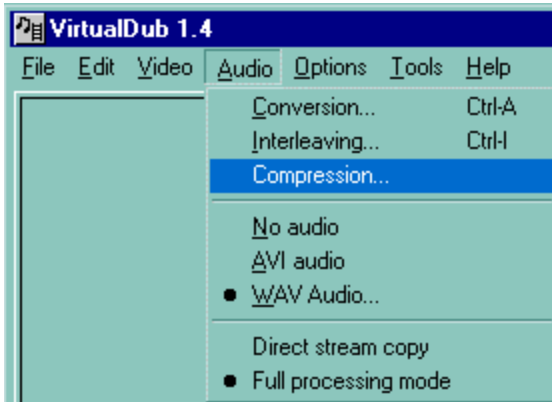 VirtualDub 1.4
File Edit Video Audio Options Tools Help
Conversion... Ctrl-A
Interleaving... Ctrl-I
Compression...
No audio
AVI audio
WAV Audio...
Direct stream copy
Full processing mode